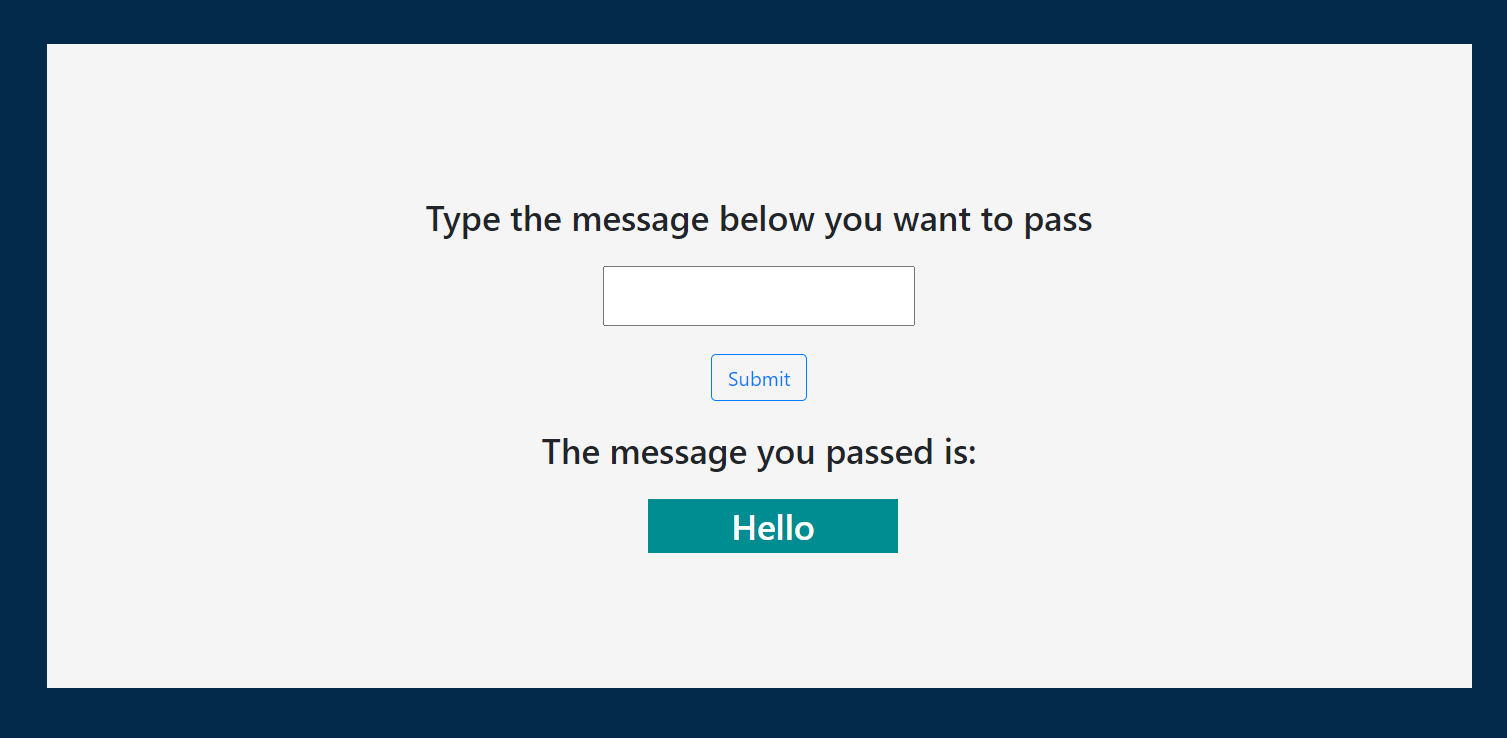 Type the message below you want to pass
Submit
The message you passed is:
Hello